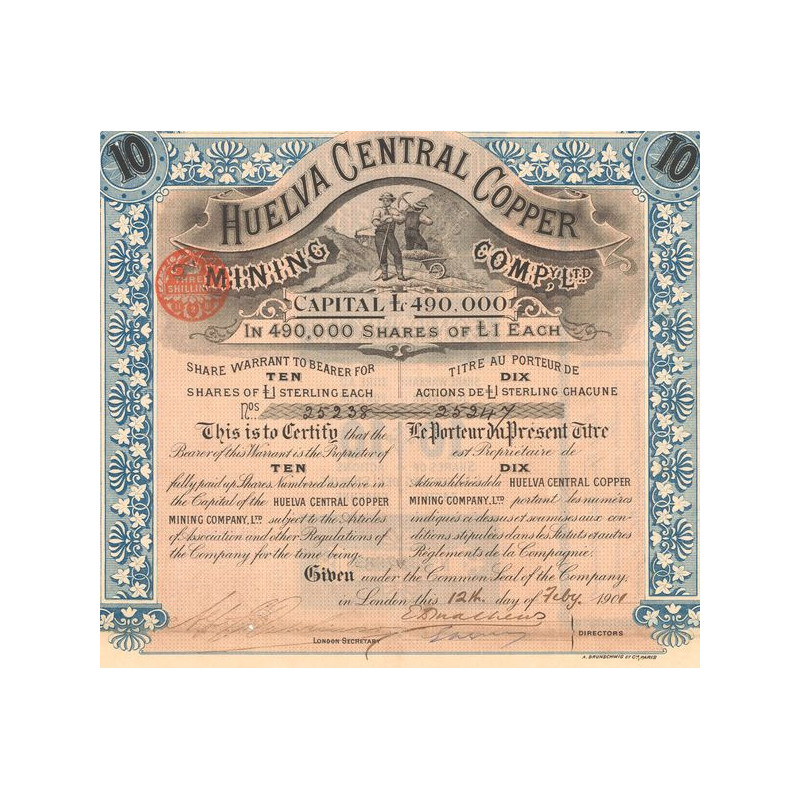 10
10
HUELVA CENTRAL COPPER
MINING COMPY, LTD
THREE
SHILLING
CAPITAL £ 490,000
IN 490,000 SHARES OF £1 EACH
SHARE WARRANT TO BEARER FOR
TEN
SHARES OF £1 STERLING EACH
TITRE AU PORTEUR DE
DIX
ACTIONS DE £1 STERLING CHACUNE
Nos 25238 25247
This is to Certify that the
Bearer of this Warrant is the Proprietor of
TEN
fully paid up Shares, Numbered as above in
the Capital of the HUELVA CENTRAL COPPER
MINING COMPANY, LTD subject to the Articles
of Association and other Regulations of
the Company for the time being.
Le Porteur du Présent Titre
est Propriétaire de
DIX
Actions libérées de la HUELVA CENTRAL COPPER
MINING COMPANY, LTD portant les numéros
indiqués ci-dessus et soumises aux con-
ditions stipulées dans les Statuts et autres
Règlements de la Compagnie.
Given under the Common Seal of the Company,
in London this 12th day of Feby. 1901
LONDON SECRETARY
DIRECTORS
A. BRUNSCHWIG ET Cie, PARIS